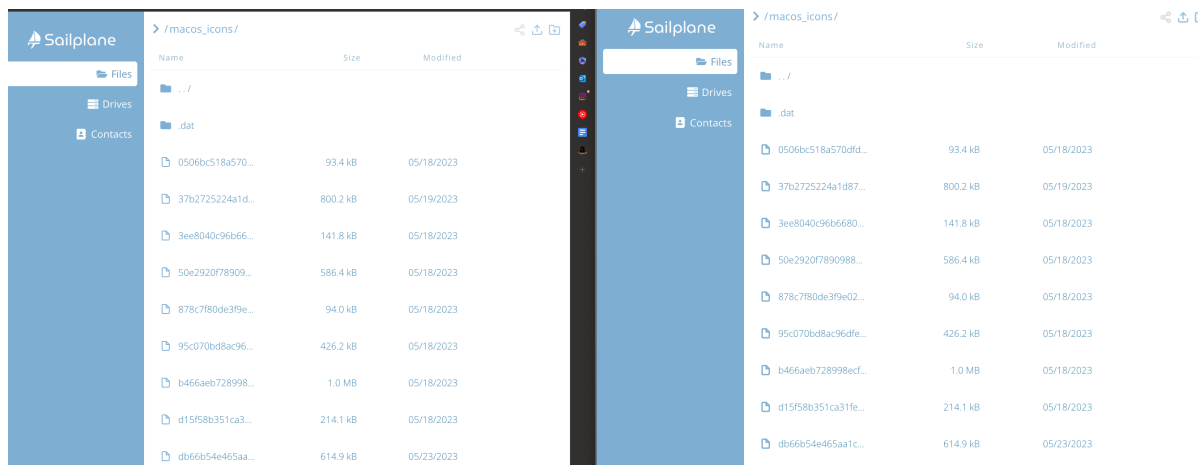 Sailplane
Files
Drives
Contacts
/macos_icons/
Name Size Modified
. . /
.dat
0506bc518a570... 93.4 kB 05/18/2023
37b2725224a1d... 800.2 kB 05/19/2023
3ee8040c96b66... 141.8 kB 05/18/2023
50e2920f78909... 586.4 kB 05/18/2023
878c7f80de3f9e... 94.0 kB 05/18/2023
95c070bd8ac96... 426.2 kB 05/18/2023
b466aeb728998... 1.0 MB 05/18/2023
d15f58b351ca3... 214.1 kB 05/18/2023
db66b54e465aa... 614.9 kB 05/23/2023
Sailplane
Files
Drives
Contacts
/macos_icons/
Name Size Modified
. . /
.dat
0506bc518a570dfd... 93.4 kB 05/18/2023
37b2725224a1d87... 800.2 kB 05/19/2023
3ee8040c96b6680... 141.8 kB 05/18/2023
50e2920f7890988... 586.4 kB 05/18/2023
878c7f80de3f9e02... 94.0 kB 05/18/2023
95c070bd8ac96dfe... 426.2 kB 05/18/2023
b466aeb728998ecf... 1.0 MB 05/18/2023
d15f58b351ca31fe... 214.1 kB 05/18/2023
db66b54e465aa1c... 614.9 kB 05/23/2023